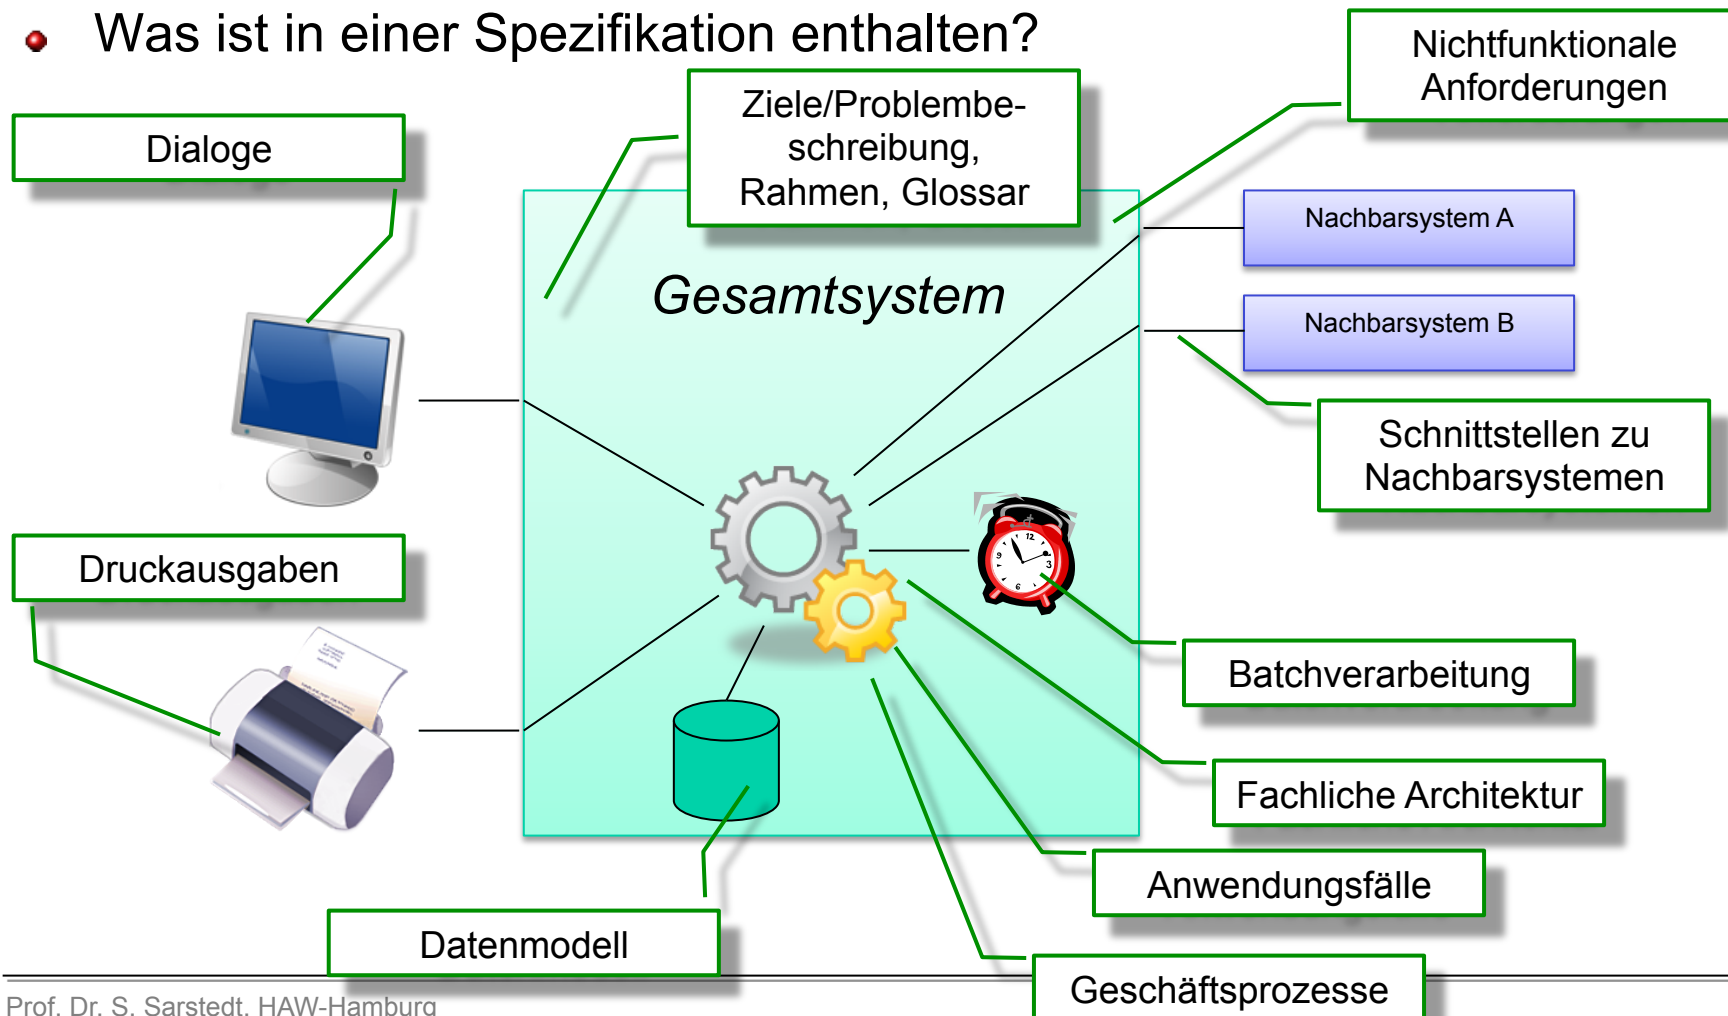 Was ist in einer Spezifikation enthalten?
Nichtfunktionale
Anforderungen
Ziele/Problembe-
schreibung,
Rahmen, Glossar
Dialoge
Nachbarsystem A
Gesamtsystem
Nachbarsystem B
Schnittstellen zu
Nachbarsystemen
Druckausgaben
Batchverarbeitung
Fachliche Architektur
Anwendungsfälle
Datenmodell
Geschäftsprozesse
Prof. Dr. S. Sarstedt, HAW-Hamburg